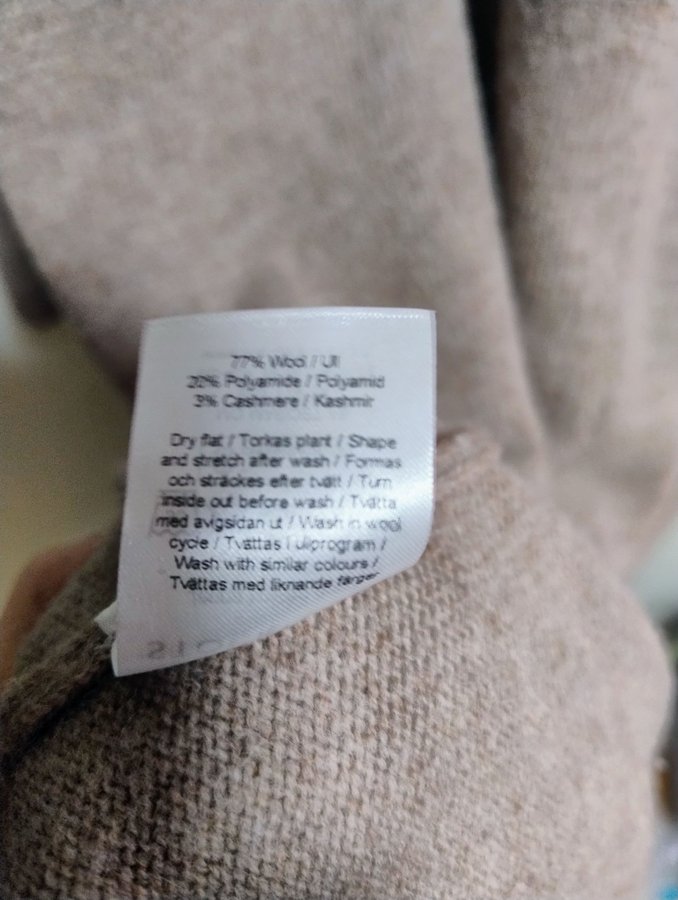 77% Wool / Ull
20% Polyamide / Polyamid
3% Cashmere / Kashmir
Dry flat / Torkas plant / Shape
and stretch after wash / Formas
och sträckes efter tvätt / Turn
inside out before wash / Tvätta
med avigsidan ut / Wash in wool
cycle / Tvättas i ullprogram /
Wash with similar colours /
Tvättas med liknande färger